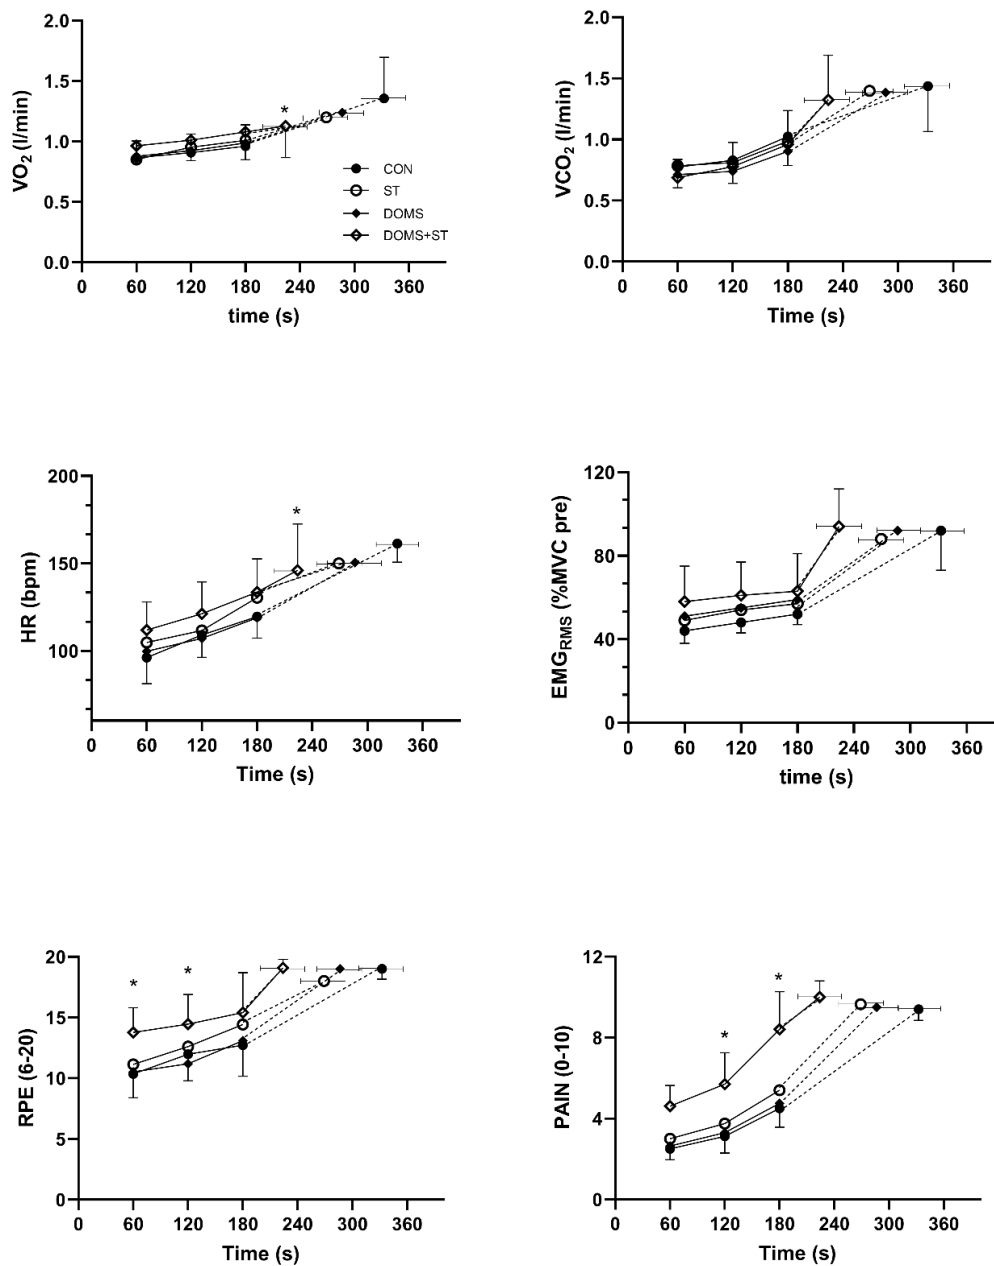 2.0
1.5
1.0
0.5
0.0
VO2 (l/min)
*
CON
ST
DOMS
DOMS+ST
0 60 120 180 240 300 360
time (s)
2.0
1.5
1.0
0.5
0.0
VCO2 (l/min)
0 60 120 180 240 300 360
Time (s)
200
150
100
HR (bpm)
*
0 60 120 180 240 300 360
Time (s)
120
80
40
0
EMGRMS (%MVC pre)
0 60 120 180 240 300 360
time (s)
20
15
10
5
0
RPE (6-20)
* *
0 60 120 180 240 300 360
Time (s)
12
8
4
0
PAIN (0-10)
* *
0 60 120 180 240 300 360
Time (s)